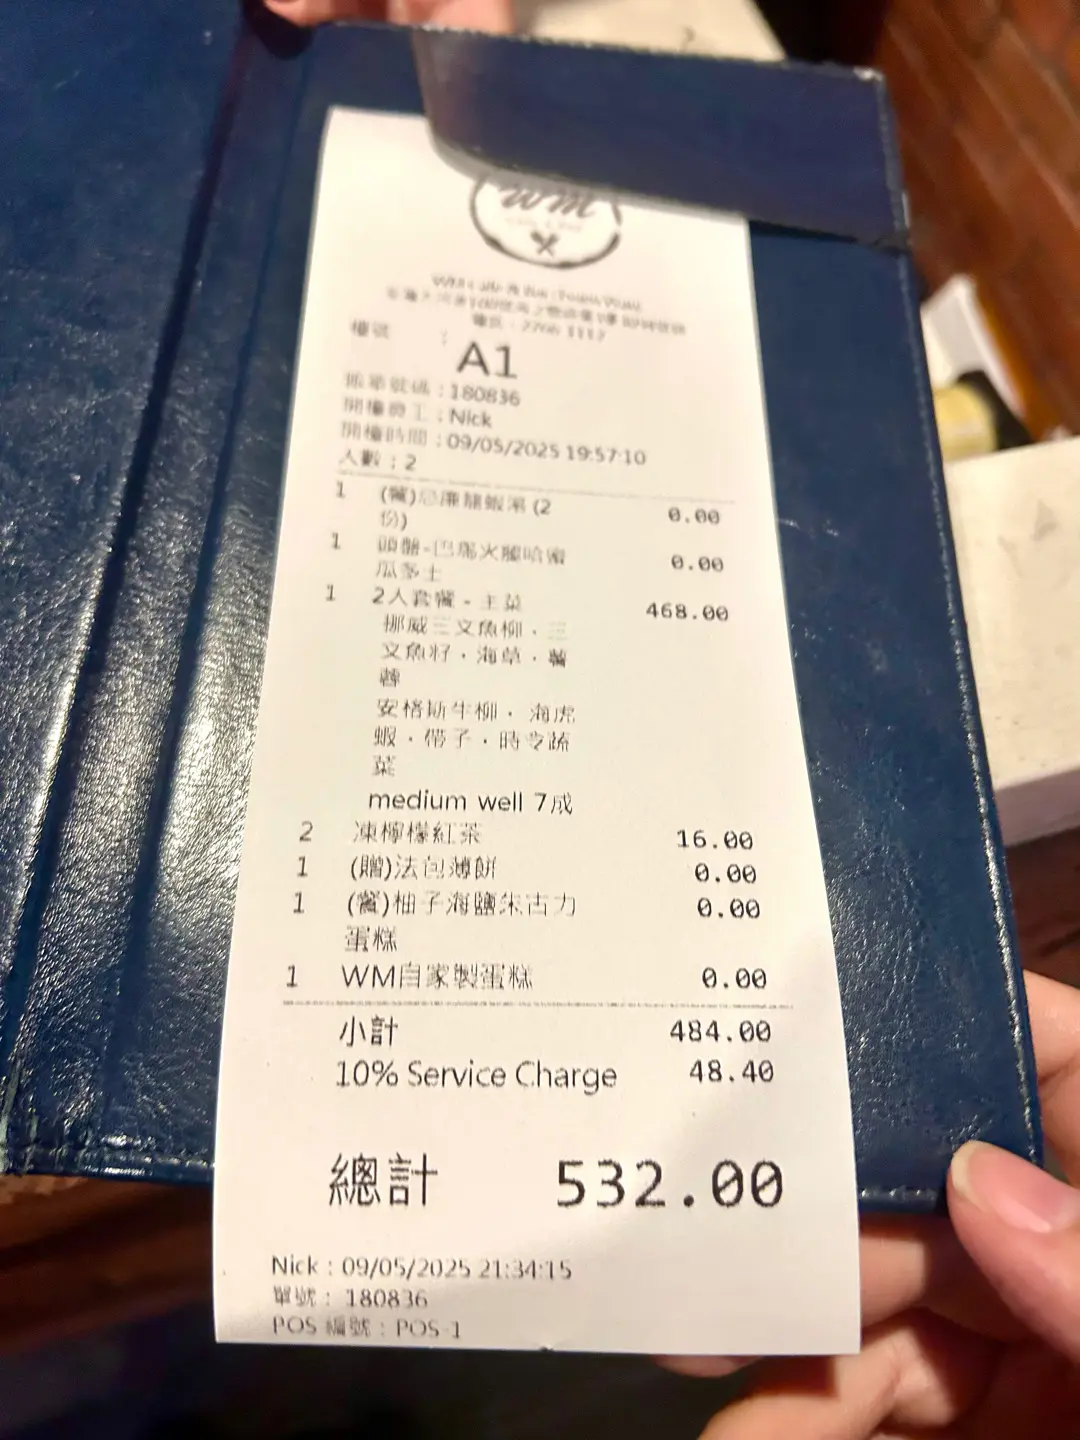 wm
檯號 :
A1
賬單號碼 : 180836
開檯員工 : Nick
開檯時間 : 09/05/2025 19:57:10
人數 : 2
1 (餐)忌廉龍蝦湯 (2 0.00
份)
1 頭盤-巴馬火腿哈蜜 0.00
瓜多士
1 2人套餐 - 主菜 468.00
挪威三文魚柳．三
文魚籽．海草．薯
蓉
安格斯牛柳． 海虎
蝦．帶子．時令蔬
菜
medium well 7成
2 凍檸檬紅茶 16.00
1 (贈)法包薄餅 0.00
1 (餐)柚子海鹽朱古力 0.00
蛋糕
1 WM自家製蛋糕 0.00
小計 484.00
10% Service Charge 48.40
總計 532.00
Nick : 09/05/2025 21:34:15
單號 : 180836
POS 編號 : POS-1